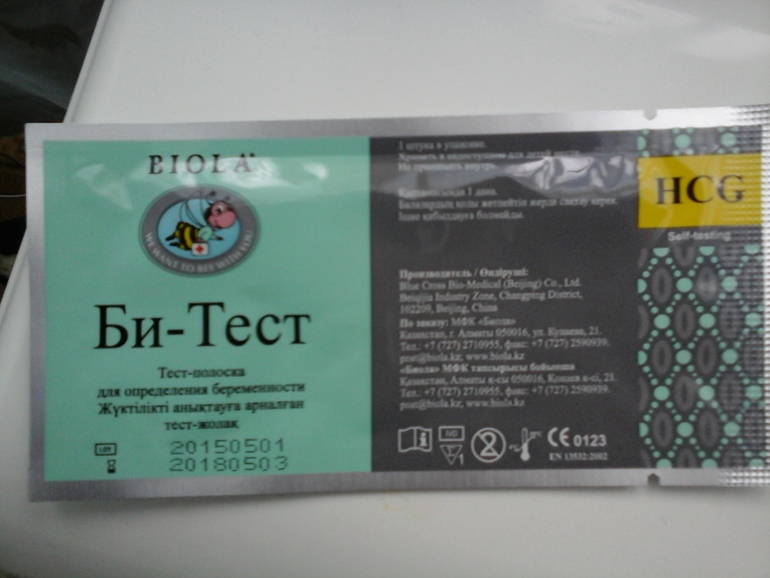 BIOLA®
WE WANT TO BEE WITH YOU
Би-Тест
Тест-полоска
для определения беременности
Жүктілікті анықтауға арналған
тест-жолақ
LOT 20150501
20180503
1 штука в упаковке.
Хранить в недоступном для детей месте.
Не принимать внутрь.
1 дана.
Балалардың қолы жетпейтін жерде сақтау керек.
Ішке қабылдауға болмайды.
Производитель / Өндіруші:
Blue Cross Bio-Medical (Beijing) Co., Ltd.
Beiqijia Industry Zone, Changping District,
102209, Beijing, China
По заказу: МФК «Биола»
Казахстан, г. Алматы 050016, ул. Кунаева, 21.
Тел.: +7 (727) 2710955, факс: +7 (727) 2590939.
post@biola.kz; www.biola.kz
«Биола» МФК тапсырысы бойынша
Қазақстан, Алматы қ-сы 050016, Қонаев к-сі, 21.
Тел.: +7 (727) 2710955, факс: +7 (727) 2590939.
post@biola.kz; www.biola.kz
IVD
1
2
CE 0123
EN 13532:2002
HCG
Self-testing